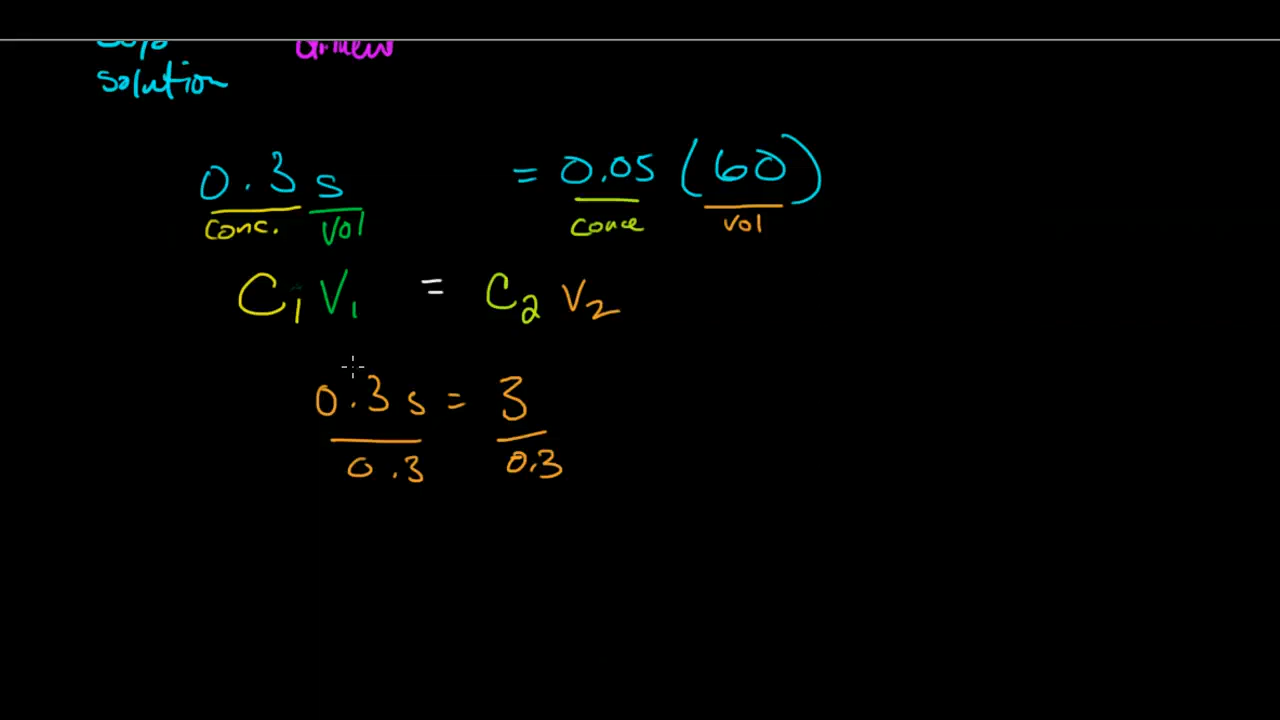 solution
0.3 s = 0.05 (60)
conc. Vol conc vol
C₁ V₁ = C₂ V₂
0.3 s = 3
0.3 0.3